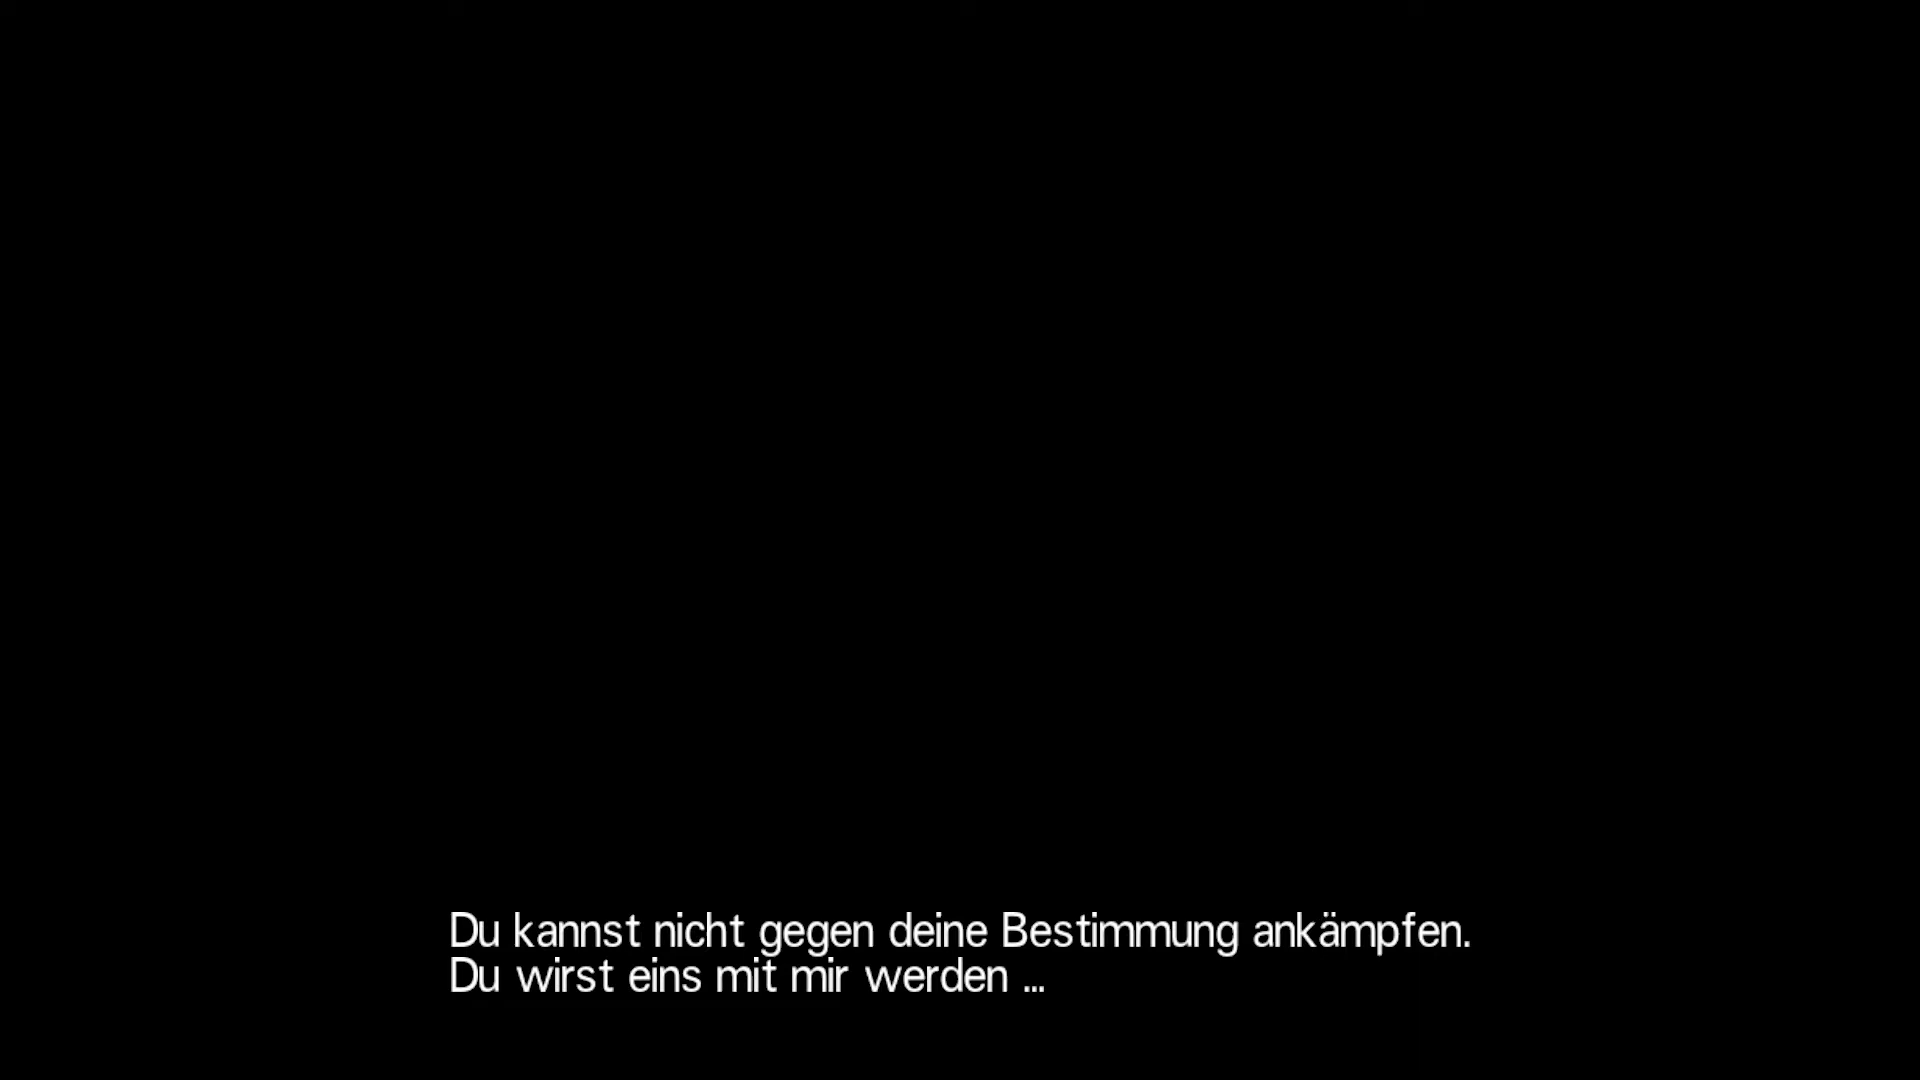 Du kannst nicht gegen deine Bestimmung ankämpfen.
Du wirst eins mit mir werden ...